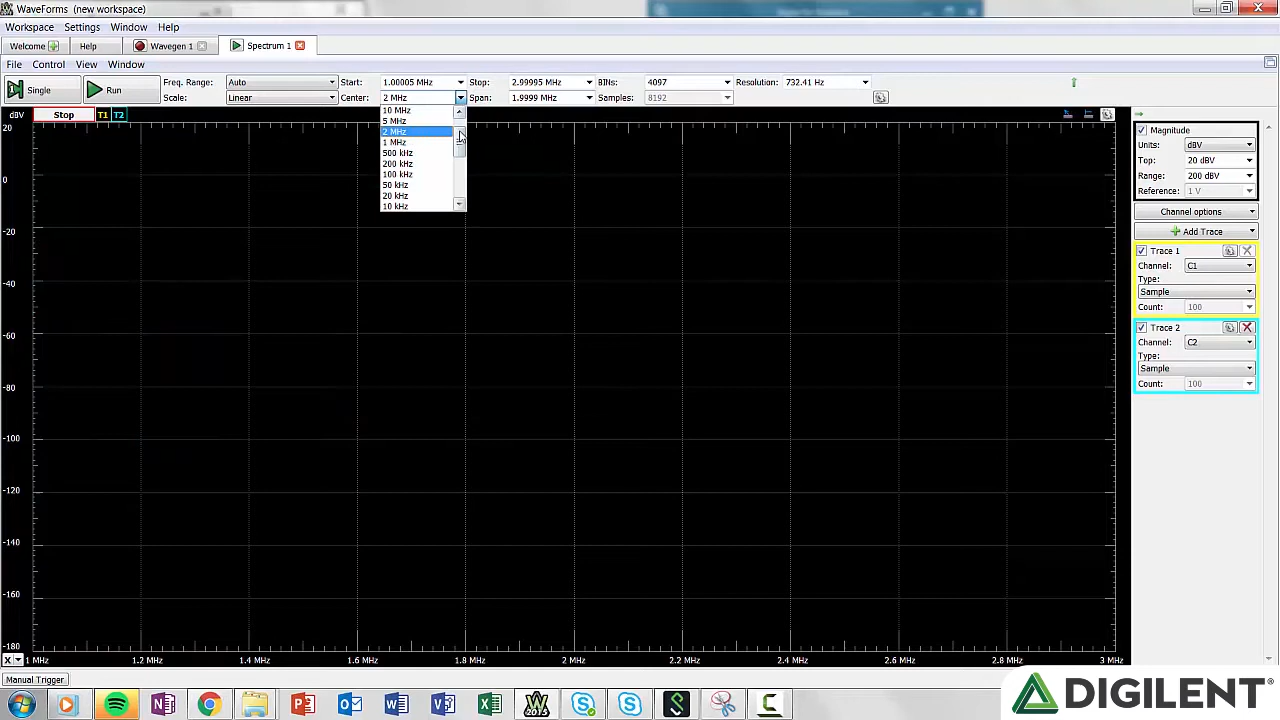 WaveForms (new workspace)
Workspace Settings Window Help
Welcome Help Wavegen 1 Spectrum 1
File Control View Window
Single Run Freq. Range: Auto Start: 1.00005 MHz Stop: 2.99995 MHz BINs: 4097 Resolution: 732.41 Hz
Scale: Linear Center: 2 MHz Span: 1.9999 MHz Samples: 8192
dBV Stop T1 T2
10 MHz
5 MHz
2 MHz
1 MHz
500 kHz
200 kHz
100 kHz
50 kHz
20 kHz
10 kHz
20
0
-20
-40
-60
-80
-100
-120
-140
-160
-180
X 1 MHz 1.2 MHz 1.4 MHz 1.6 MHz 1.8 MHz 2 MHz 2.2 MHz 2.4 MHz 2.6 MHz 2.8 MHz 3 MHz
Magnitude
Units: dBV
Top: 20 dBV
Range: 200 dBV
Reference: 1 V
Channel options
Add Trace
Trace 1
Channel: C1
Type:
Sample
Count: 100
Trace 2
Channel: C2
Type:
Sample
Count: 100
Manual Trigger
W 2015
DIGILENT®